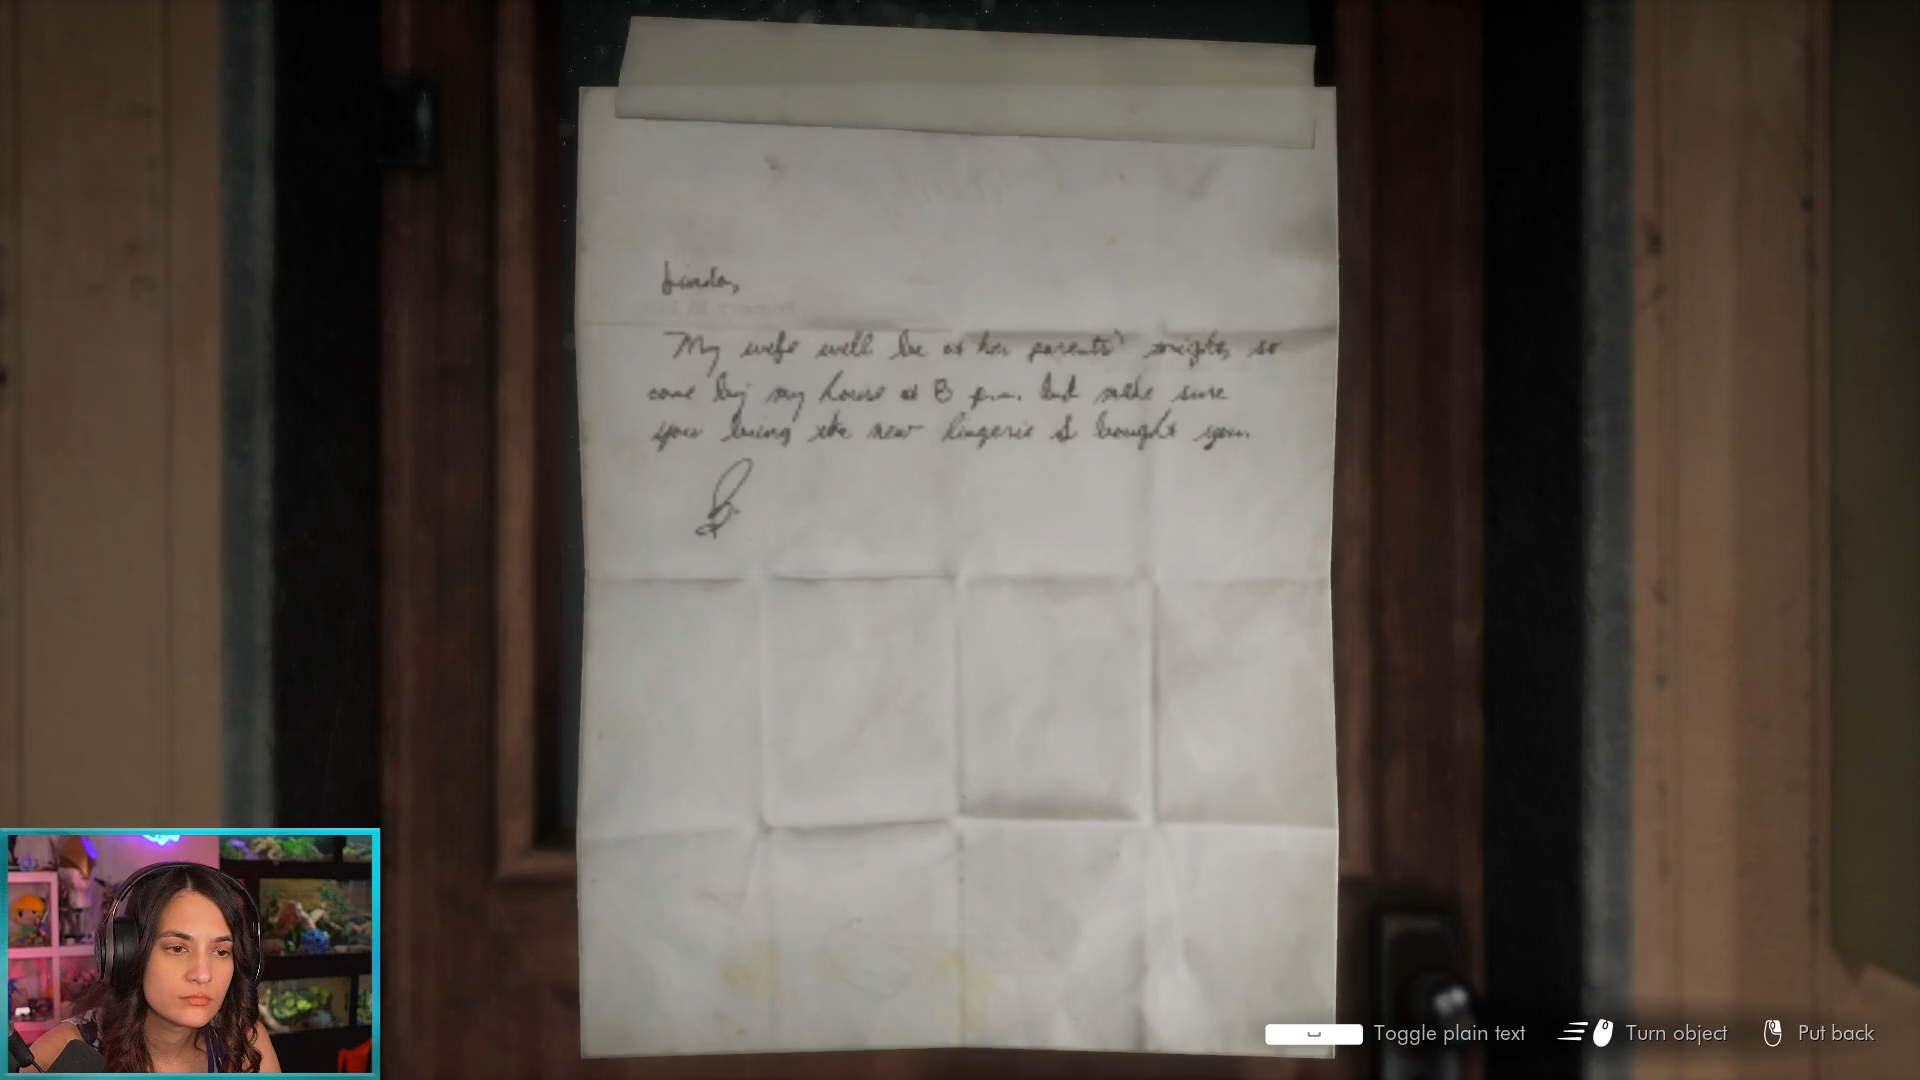 Linda,
My wife will be at her parents' tonight, so
come by my house at 8 p.m. And make sure
you bring the new lingerie I bought you.
Toggle plain text
Turn object
Put back